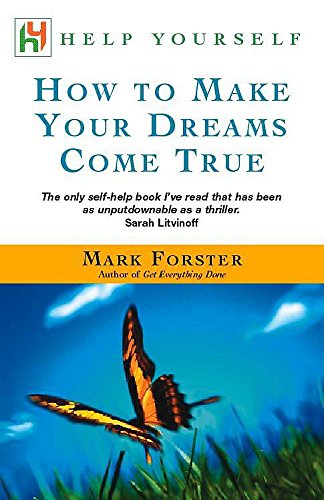 HY HELP YOURSELF
HOW TO MAKE
YOUR DREAMS
COME TRUE
The only self-help book I've read that has been
as unputdownable as a thriller.
Sarah Litvinoff
MARK FORSTER
Author of Get Everything Done